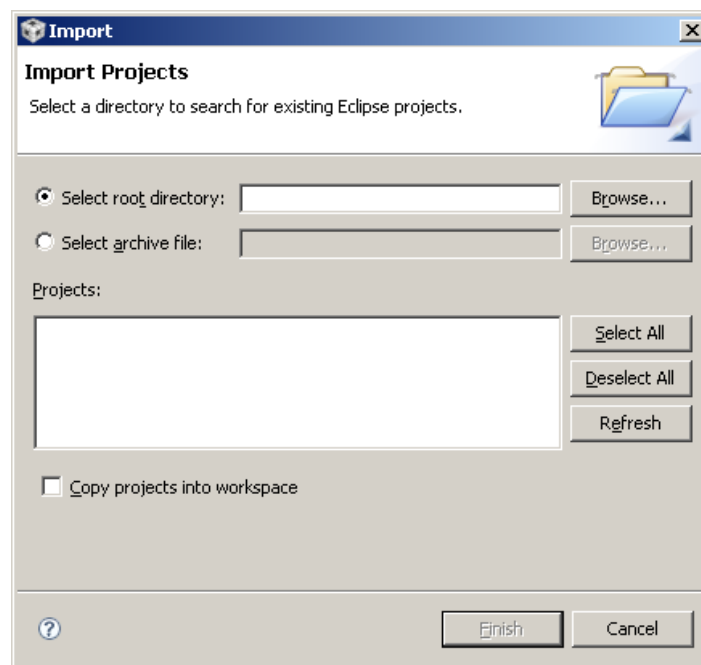 Import
Import Projects
Select a directory to search for existing Eclipse projects.
Select root directory: Browse...
Select archive file: Browse...
Projects:
Select All
Deselect All
Refresh
Copy projects into workspace
? Finish Cancel